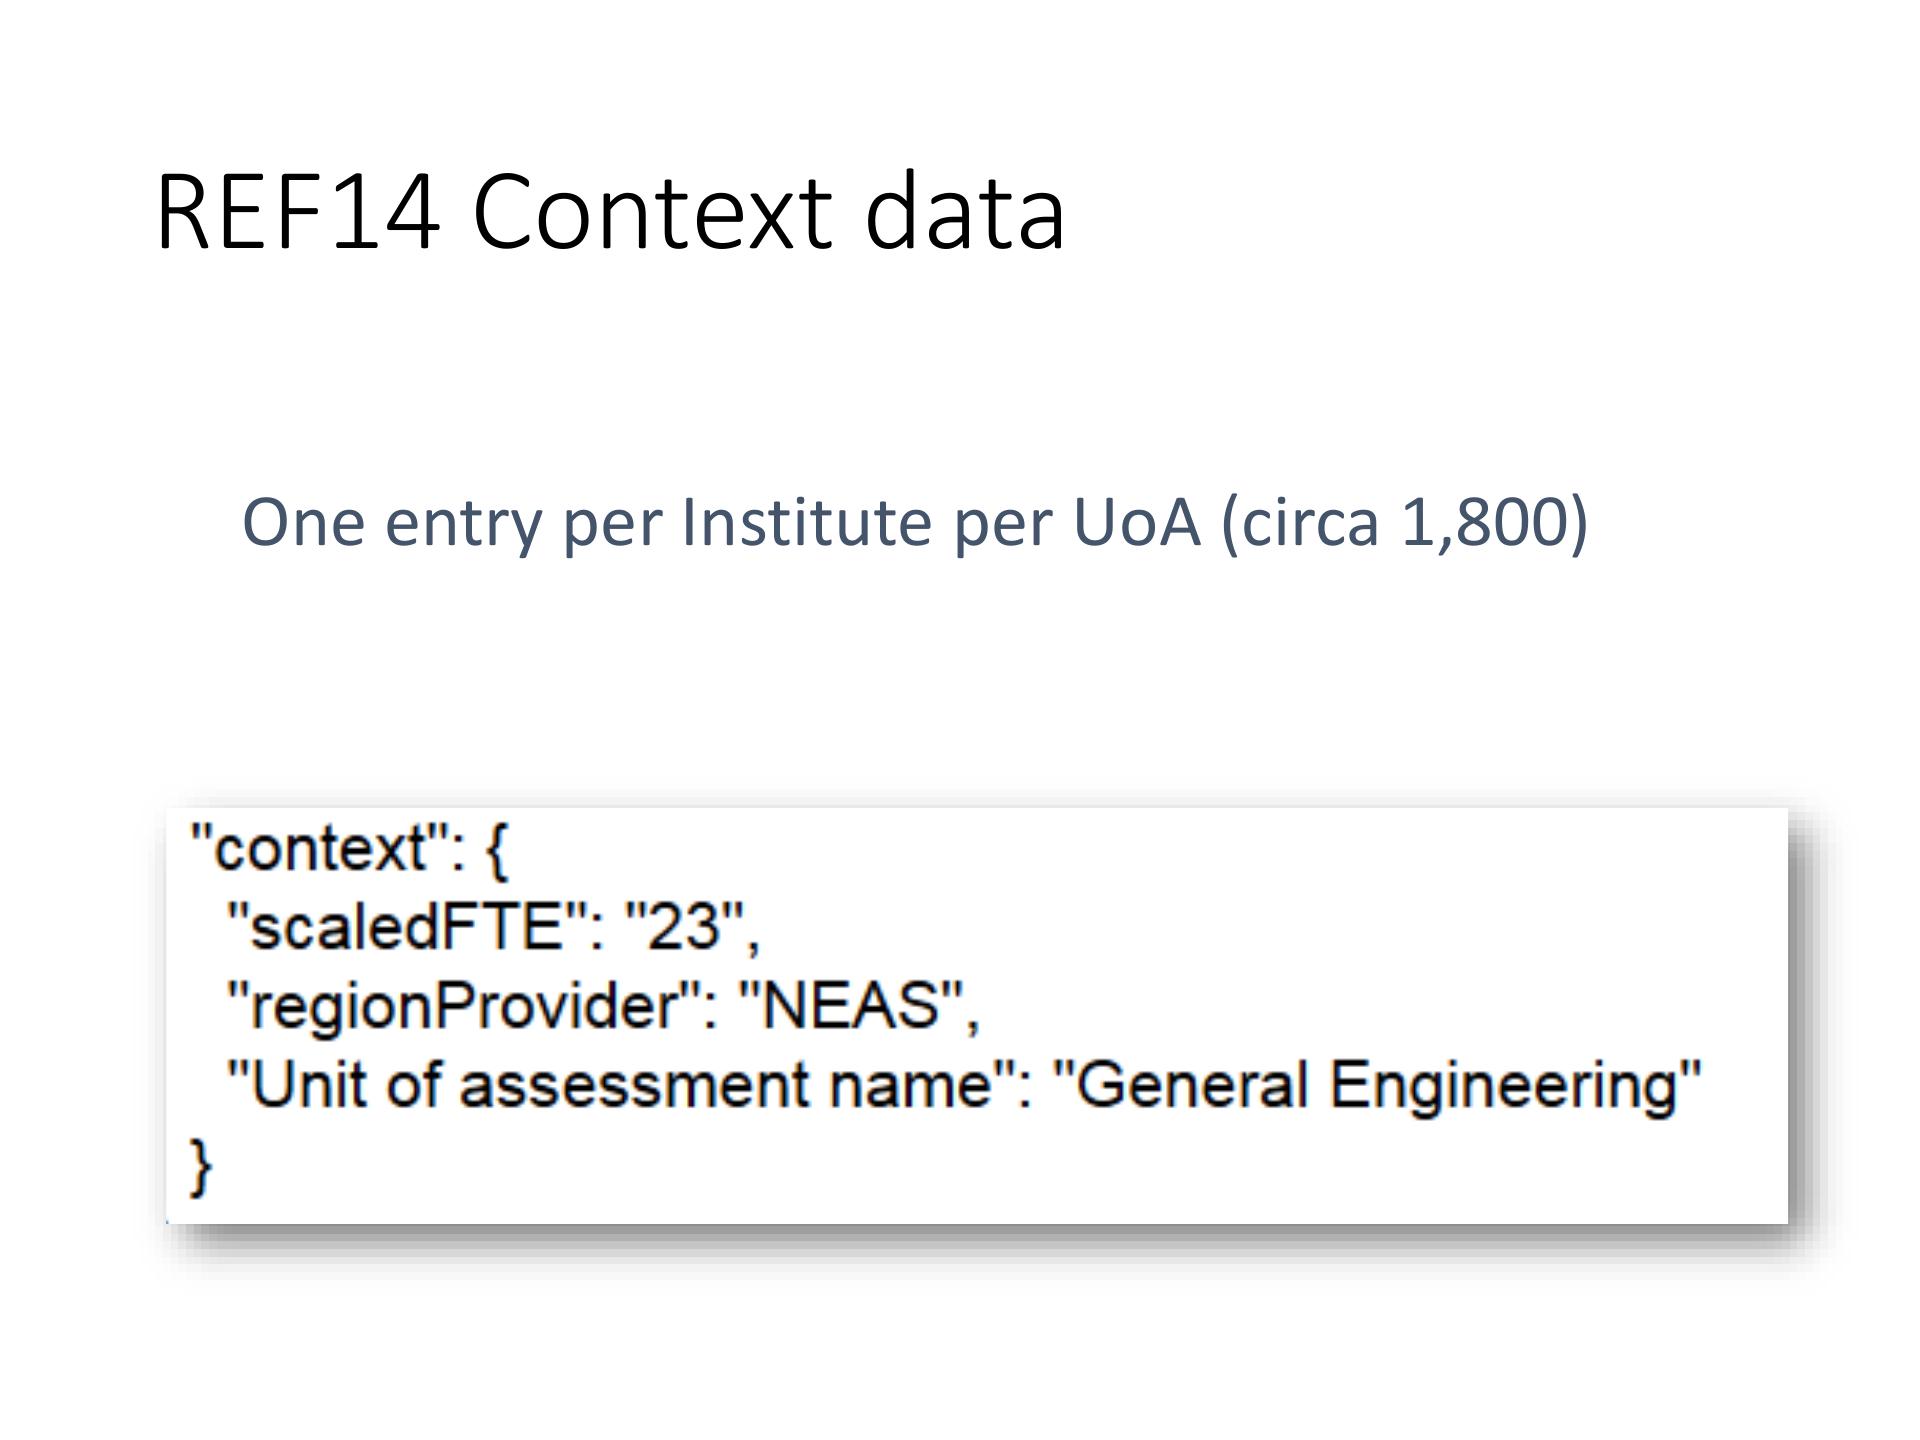 REF14 Context data
One entry per Institute per UoA (circa 1,800)
"context": {
"scaledFTE": "23",
"regionProvider": "NEAS",
"Unit of assessment name": "General Engineering"
}